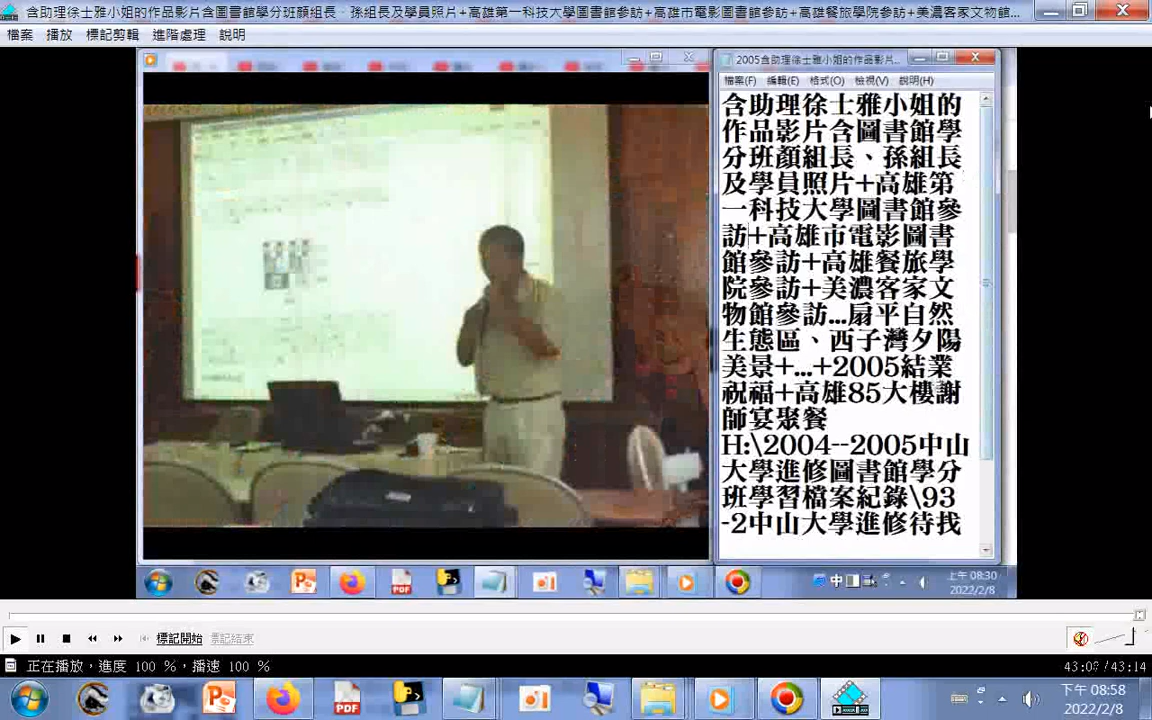 含助理徐士雅小姐的作品影片含圖書館學分班顏組長、孫組長及學員照片+高雄第一科技大學圖書館參訪+高雄市電影圖書館參訪+高雄餐旅學院參訪+美濃客家文物館...
檔案 播放 標記剪輯 進階處理 說明
2005含助理徐士雅小姐的作品影片...
檔案(F) 編輯(E) 格式(O) 檢視(V) 說明(H)
含助理徐士雅小姐的
作品影片含圖書館學
分班顏組長、孫組長
及學員照片+高雄第
一科技大學圖書館參
訪+高雄市電影圖書
館參訪+高雄餐旅學
院參訪+美濃客家文
物館參訪...扇平自然
生態區、西子灣夕陽
美景+...+2005結業
祝福+高雄85大樓謝
師宴聚餐
H:\2004--2005中山
大學進修圖書館學分
班學習檔案紀錄\93
-2中山大學進修待找
中
上午 08:30
2022/2/8
標記開始 標記結束
正在播放，進度 100 %，播速 100 %
43:14
下午 08:58
2022/2/8